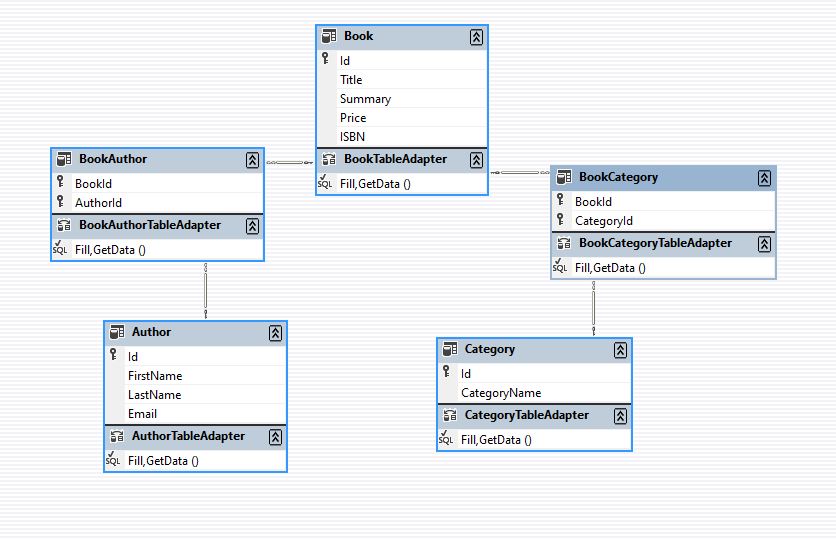 Book
Id
Title
Summary
Price
ISBN
BookTableAdapter
SQL Fill,GetData ()
BookAuthor
BookId
AuthorId
BookAuthorTableAdapter
SQL Fill,GetData ()
BookCategory
BookId
CategoryId
BookCategoryTableAdapter
SQL Fill,GetData ()
Author
Id
FirstName
LastName
Email
AuthorTableAdapter
SQL Fill,GetData ()
Category
Id
CategoryName
CategoryTableAdapter
SQL Fill,GetData ()